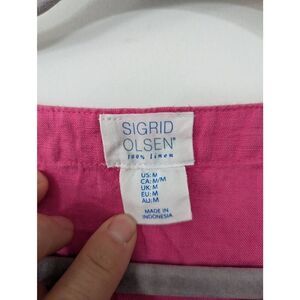 SIGRID
OLSEN®
100% linen
US: M
CA: M/M
UK: M
EU: M
AU: M
MADE IN
INDONESIA